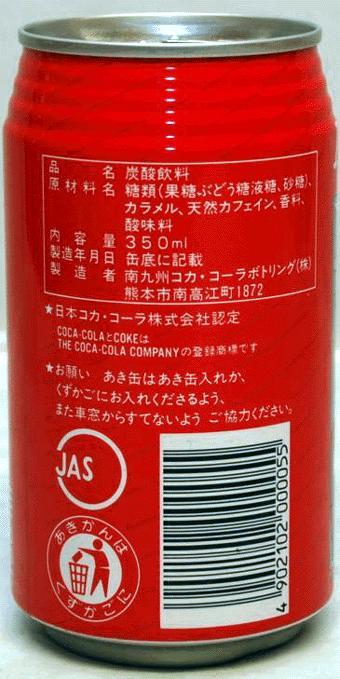 品 名 炭酸飲料
原材料名 糖類(果糖ぶどう糖液糖、砂糖)、
カラメル、天然カフェイン、香料、
酸味料
内容量 350ml
製造年月日 缶底に記載
製造者 南九州コカ・コーラボトリング(株)
熊本市南高江町1872
★日本コカ・コーラ株式会社認定
COCA-COLAとCOKEは
THE COCA-COLA COMPANYの登録商標です
★お願い あき缶はあき缶入れか、
くずかごにお入れくださるよう、
また車窓からすてないよう ご協力ください。
JAS
あきかんは
くずかごに
4902102000055